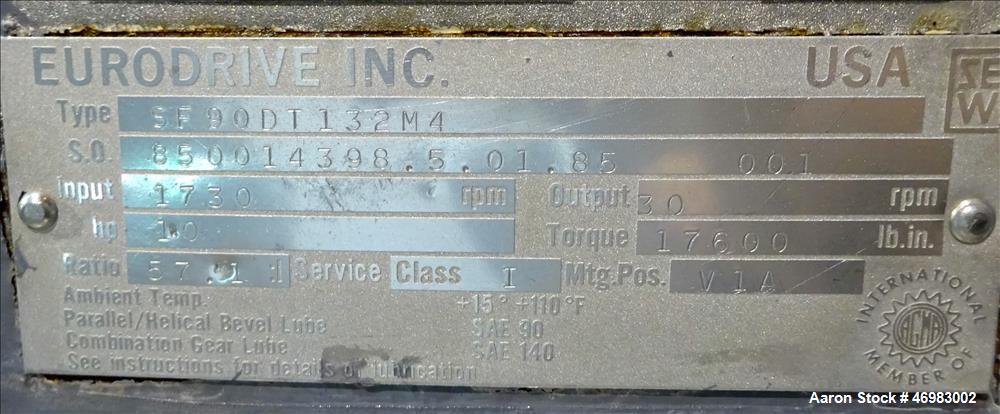 EURODRIVE INC. USA
SEW
Type SF90DT132M4
S.O. 850014398.5.01.85 001
input 1730 rpm Output 30 rpm
hp 10 Torque 17600 lb.in.
Ratio 57.1:1 Service Class I Mtg.Pos. V1A
Ambient Temp. +15° +110°F
Parallel/Helical Bevel Lube SAE 90
Combination Gear Lube SAE 140
See instructions for details of lubrication
INTERNATIONAL
AGMA
MEMBER OF
Aaron Stock # 46983002